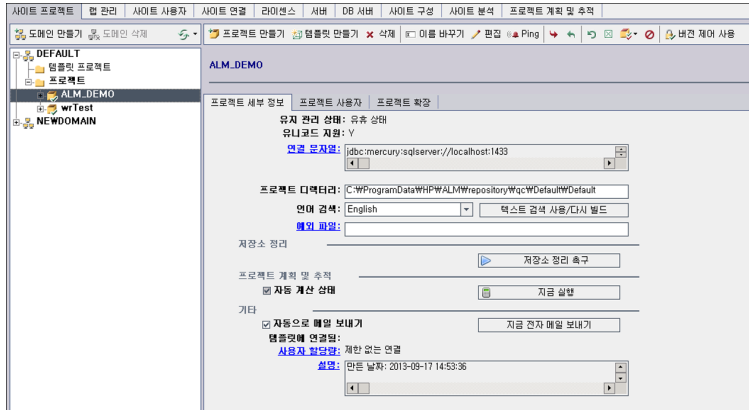 사이트 프로젝트 랩 관리 사이트 사용자 사이트 연결 라이센스 서버 DB 서버 사이트 구성 사이트 분석 프로젝트 계획 및 추적
도메인 만들기 도메인 삭제 프로젝트 만들기 템플릿 만들기 삭제 이름 바꾸기 편집 Ping 버전 제어 사용
DEFAULT
템플릿 프로젝트
프로젝트
ALM_DEMO
wrTest
NEWDOMAIN
ALM_DEMO
프로젝트 세부 정보 프로젝트 사용자 프로젝트 확장
유지 관리 상태: 유휴 상태
유니코드 지원: Y
연결 문자열: jdbc:mercury:sqlserver://localhost:1433
프로젝트 디렉터리: C:₩ProgramData₩HP₩ALM₩repository₩qc₩Default₩Default
언어 검색: English 텍스트 검색 사용/다시 빌드
예외 파일:
저장소 정리
저장소 정리 촉구
프로젝트 계획 및 추적
자동 계산 상태 지금 실행
기타
자동으로 메일 보내기 지금 전자 메일 보내기
템플릿에 연결됨:
사용자 할당량: 제한 없는 연결
설명: 만든 날짜: 2013-09-17 14:53:36